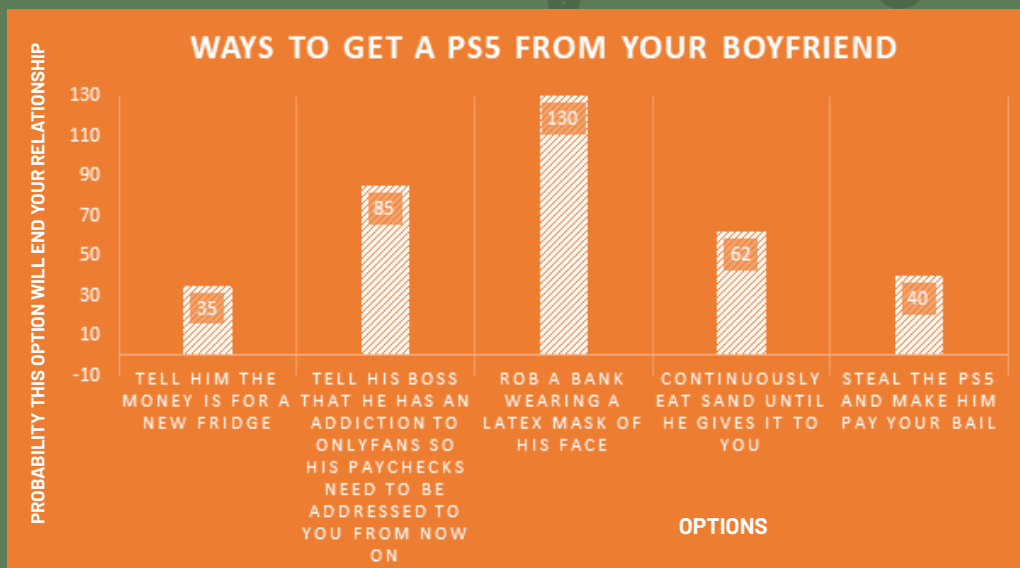 WAYS TO GET A PS5 FROM YOUR BOYFRIEND
PROBABILITY THIS OPTION WILL END YOUR RELATIONSHIP
130
110
90
70
50
30
10
-10
35
85
130
62
40
TELL HIM THE
MONEY IS FOR A
NEW FRIDGE
TELL HIS BOSS
THAT HE HAS AN
ADDICTION TO
ONLYFANS SO
HIS PAYCHECKS
NEED TO BE
ADDRESSED TO
YOU FROM NOW
ON
ROB A BANK
WEARING A
LATEX MASK OF
HIS FACE
CONTINUOUSLY
EAT SAND UNTIL
HE GIVES IT TO
YOU
STEAL THE PS5
AND MAKE HIM
PAY YOUR BAIL
OPTIONS